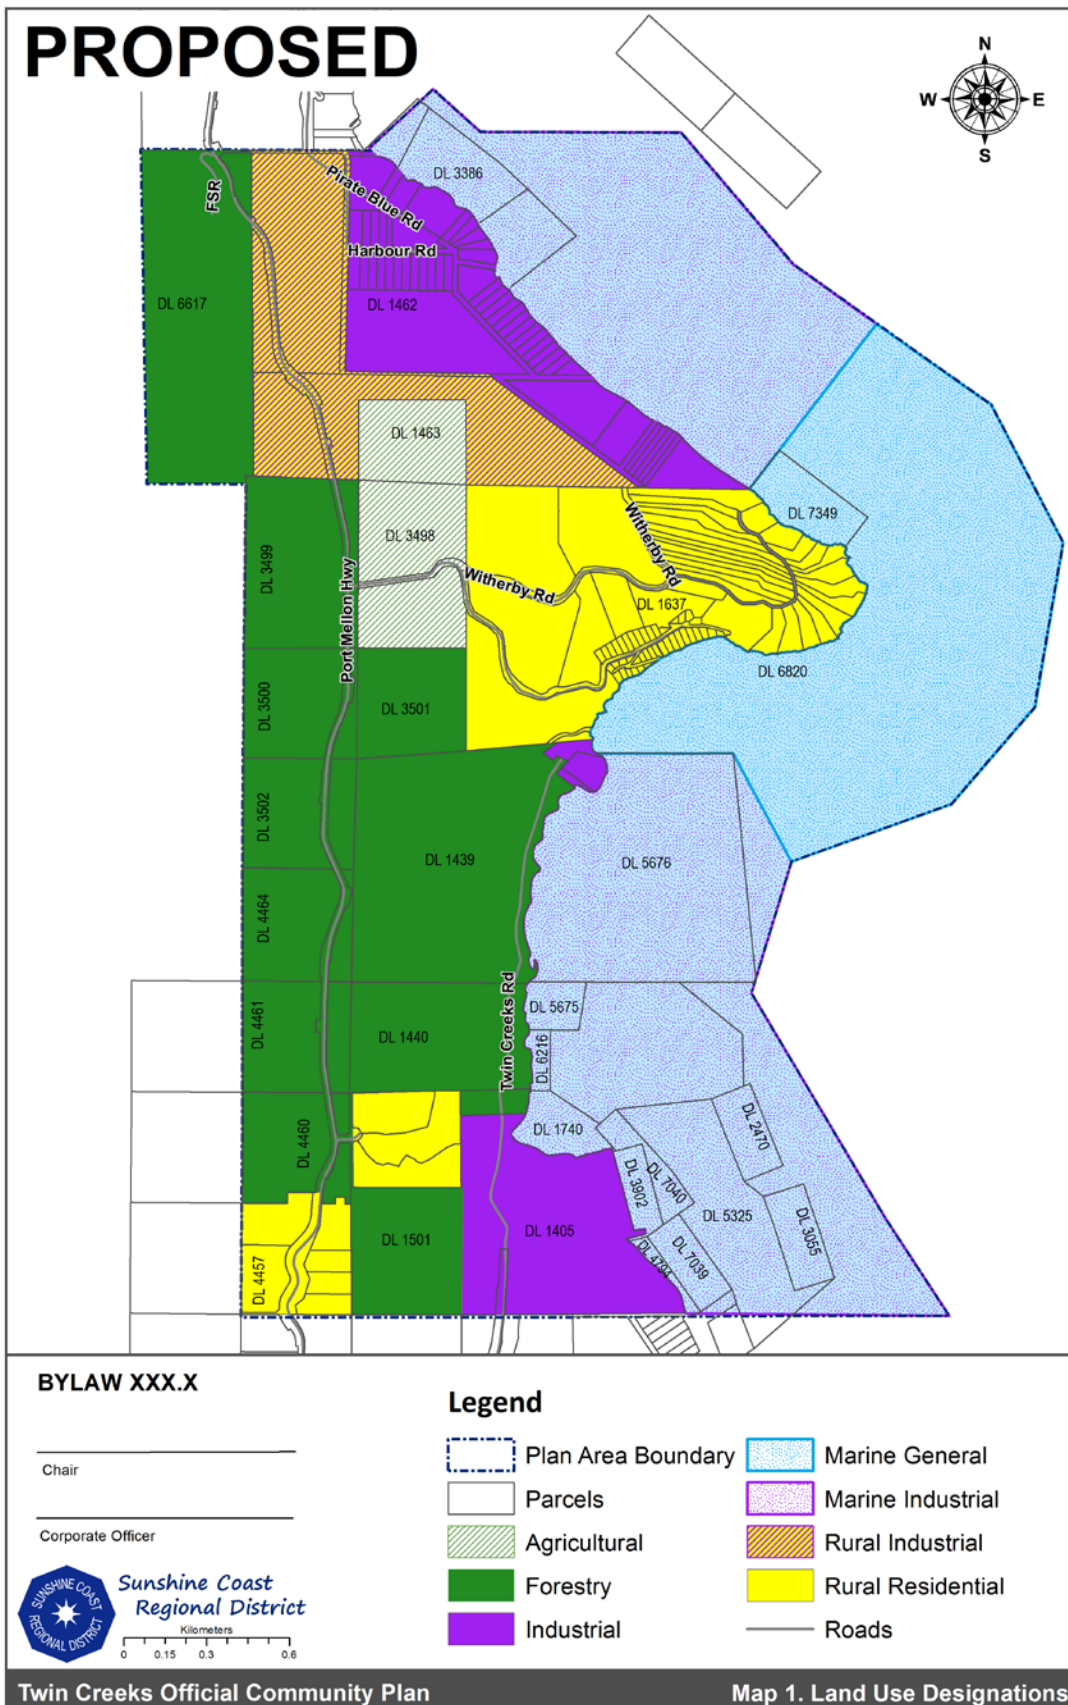 PROPOSED
N
W
E
S
FSR
Pirate Blue Rd
DL 3386
Harbour Rd
DL 6617
DL 1462
DL 1463
DL 7349
DL 3498
DL 3499
Witherby Rd
Witherby Rd
Port Mellon Hwy
DL 1637
DL 6820
DL 3500
DL 3501
DL 3502
DL 1439
DL 5676
DL 4464
DL 5675
DL 4461
DL 1440
Twin Creeks Rd
DL 6216
DL 4460
DL 1740
DL 2470
DL 3902
DL 7040
DL 5325
DL 3055
DL 1501
DL 1405
DL 4794
DL 7039
DL 4457
BYLAW XXX.X
Chair
Corporate Officer
SUNSHINE COAST
REGIONAL DISTRICT
Sunshine Coast
Regional District
Kilometers
0 0.15 0.3 0.6
Legend
Plan Area Boundary
Parcels
Agricultural
Forestry
Industrial
Marine General
Marine Industrial
Rural Industrial
Rural Residential
Roads
Twin Creeks Official Community Plan
Map 1. Land Use Designations